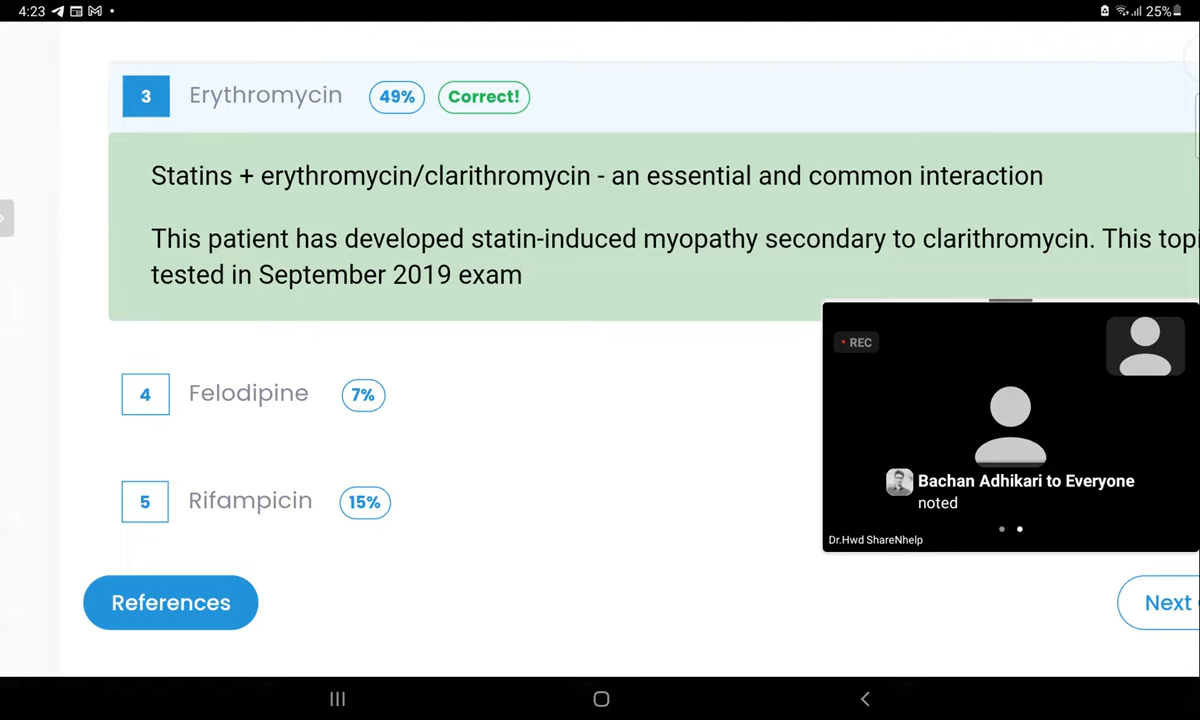 4:23
25%
3 Erythromycin 49% Correct!
Statins + erythromycin/clarithromycin - an essential and common interaction
This patient has developed statin-induced myopathy secondary to clarithromycin. This topi
tested in September 2019 exam
REC
4 Felodipine 7%
Bachan Adhikari to Everyone
noted
5 Rifampicin 15%
Dr.Hwd ShareNhelp
References
Next